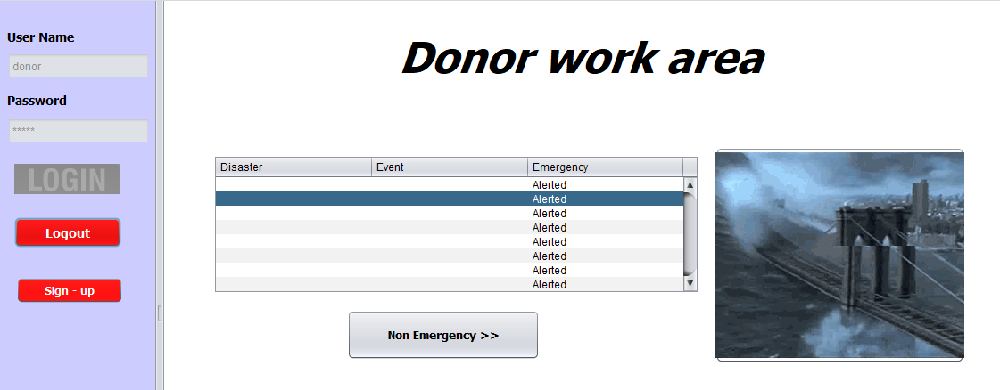 User Name
donor
Password
*****
LOGIN
Logout
Sign - up
Donor work area
Disaster Event Emergency
Alerted
Alerted
Alerted
Alerted
Alerted
Alerted
Alerted
Alerted
Non Emergency >>